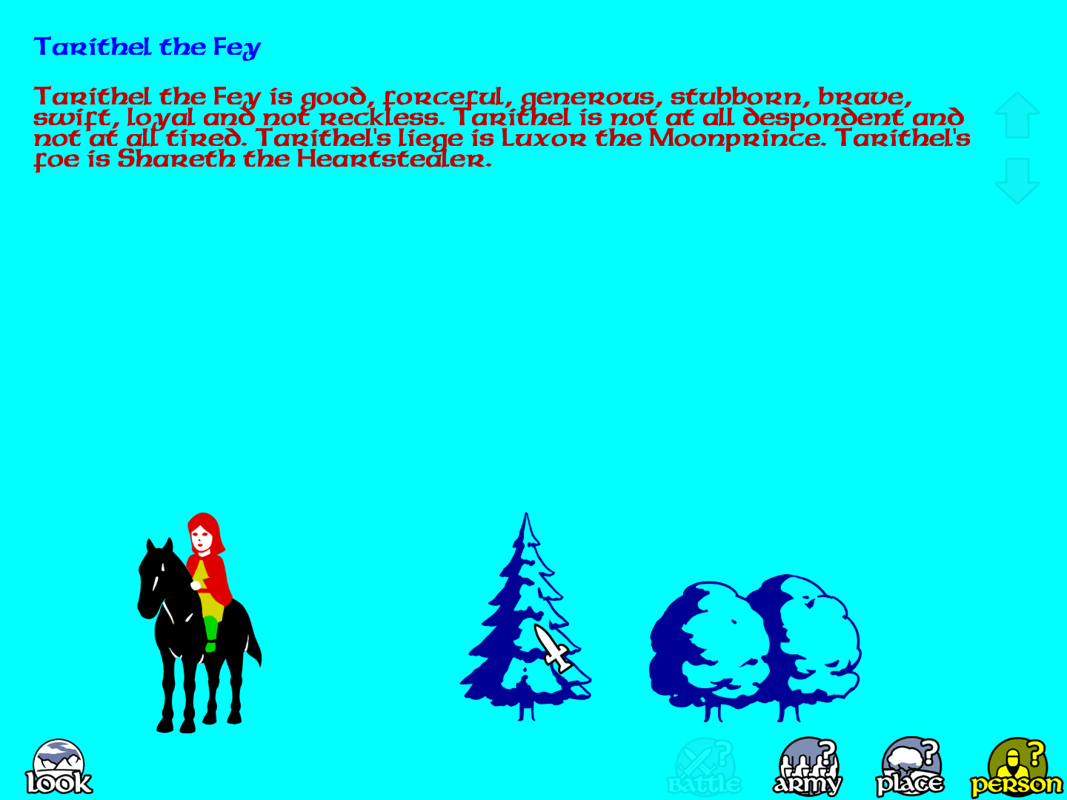 Tarithel the Fey
Tarithel the Fey is good, forceful, generous, stubborn, brave,
swift, loyal and not reckless. Tarithel is not at all despondent and
not at all tired. Tarithel's liege is Luxor the Moonprince. Tarithel's
foe is Shareth the Heartstealer.
look
?
BATTLE
?
army
?
place
?
person